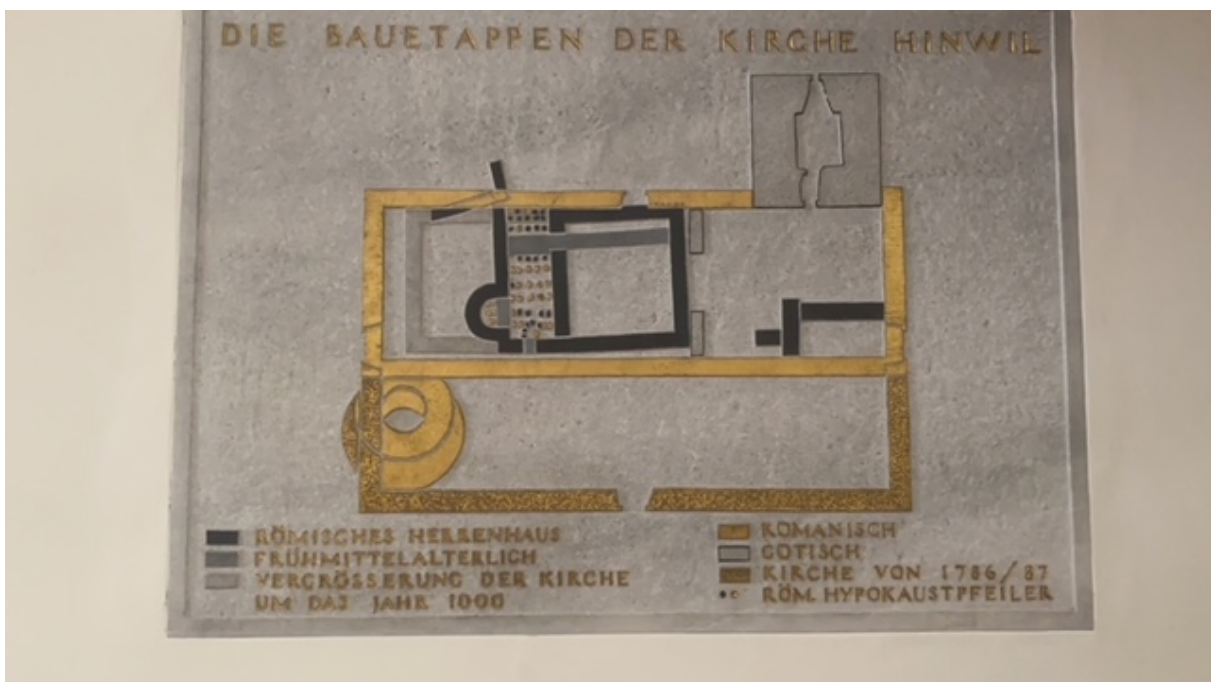 DIE BAUETAPPEN DER KIRCHE HINWIL
RÖMISCHES HERRENHAUS
FRÜHMITTELALTERLICH
VERGRÖSSERUNG DER KIRCHE
UM DAS JAHR 1000
ROMANISCH
GOTISCH
KIRCHE VON 1786/87
RÖM. HYPOKAUSTPFEILER